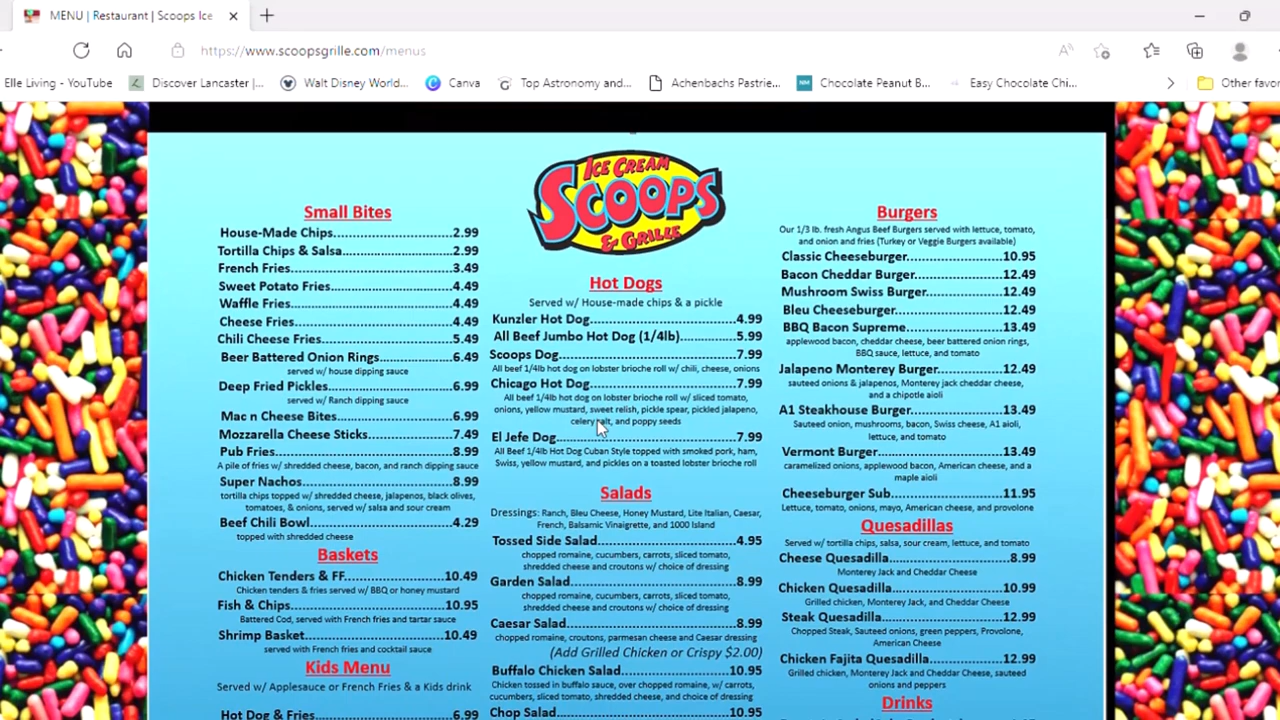 MENU | Restaurant | Scoops Ice
https://www.scoopsgrille.com/menus
Elle Living - YouTube
Discover Lancaster |...
Walt Disney World...
Canva
Top Astronomy and...
Achenbachs Pastrie...
NM
Chocolate Peanut B...
Easy Chocolate Chi...
Other favor
ICE CREAM
SCOOPS
& GRILLE
Small Bites
House-Made Chips..........................2.99
Tortilla Chips & Salsa........................2.99
French Fries.....................................3.49
Sweet Potato Fries...........................4.49
Waffle Fries.....................................4.49
Cheese Fries....................................4.49
Chili Cheese Fries............................5.49
Beer Battered Onion Rings................6.49
served w/ house dipping sauce
Deep Fried Pickles...........................6.99
served w/ Ranch dipping sauce
Mac n Cheese Bites.........................6.99
Mozzarella Cheese Sticks..................7.49
Pub Fries.........................................8.99
A pile of fries w/ shredded cheese, bacon, and ranch dipping sauce
Super Nachos..................................8.99
tortilla chips topped w/ shredded cheese, jalapenos, black olives,
tomatoes, & onions, served w/ salsa and sour cream
Beef Chili Bowl................................4.29
topped with shredded cheese
Baskets
Chicken Tenders & FF....................10.49
Chicken tenders & fries served w/ BBQ or honey mustard
Fish & Chips..................................10.95
Battered Cod, served with French fries and tartar sauce
Shrimp Basket...............................10.49
served with French fries and cocktail sauce
Kids Menu
Served w/ Applesauce or French Fries & a Kids drink
Hot Dog & Fries...............................6.99
Hot Dogs
Served w/ House-made chips & a pickle
Kunzler Hot Dog................................4.99
All Beef Jumbo Hot Dog (1/4lb)............5.99
Scoops Dog.......................................7.99
All beef 1/4lb hot dog on lobster brioche roll w/ chili, cheese, onions
Chicago Hot Dog................................7.99
All beef 1/4lb hot dog on lobster brioche roll w/ sliced tomato,
onions, yellow mustard, sweet relish, pickle spear, pickled jalapeno,
celery salt, and poppy seeds
El Jefe Dog........................................7.99
All Beef 1/4lb Hot Dog Cuban Style topped with smoked pork, ham,
Swiss, yellow mustard, and pickles on a toasted lobster brioche roll
Salads
Dressings: Ranch, Bleu Cheese, Honey Mustard, Lite Italian, Caesar,
French, Balsamic Vinaigrette, and 1000 Island
Tossed Side Salad..............................4.95
chopped romaine, cucumbers, carrots, sliced tomato,
shredded cheese and croutons w/ choice of dressing
Garden Salad.....................................8.99
chopped romaine, cucumbers, carrots, sliced tomato,
shredded cheese and croutons w/ choice of dressing
Caesar Salad......................................8.99
chopped romaine, croutons, parmesan cheese and Caesar dressing
(Add Grilled Chicken or Crispy $2.00)
Buffalo Chicken Salad.......................10.95
Chicken tossed in buffalo sauce, over chopped romaine, w/ carrots,
cucumbers, sliced tomato, shredded cheese, and choice of dressing
Chop Salad......................................10.95
Burgers
Our 1/3 lb. fresh Angus Beef Burgers served with lettuce, tomato,
and onion and fries (Turkey or Veggie Burgers available)
Classic Cheeseburger....................10.95
Bacon Cheddar Burger..................12.49
Mushroom Swiss Burger...............12.49
Bleu Cheeseburger.......................12.49
BBQ Bacon Supreme....................13.49
applewood bacon, cheddar cheese, beer battered onion rings,
BBQ sauce, lettuce, and tomato
Jalapeno Monterey Burger............12.49
sauteed onions & jalapenos, Monterey jack cheddar cheese,
and a chipotle aioli
A1 Steakhouse Burger...................13.49
Sauteed onion, mushrooms, bacon, Swiss cheese, A1 aioli,
lettuce, and tomato
Vermont Burger............................13.49
caramelized onions, applewood bacon, American cheese, and a
maple aioli
Cheeseburger Sub........................11.95
Lettuce, tomato, onions, mayo, American cheese, and provolone
Quesadillas
Served w/ tortilla chips, salsa, sour cream, lettuce, and tomato
Cheese Quesadilla..........................8.99
Monterey Jack and Cheddar Cheese
Chicken Quesadilla.......................10.99
Grilled chicken, Monterey Jack, and Cheddar Cheese
Steak Quesadilla...........................12.99
Chopped Steak, Sauteed onions, green peppers, Provolone,
American Cheese
Chicken Fajita Quesadilla...............12.99
Grilled chicken, Monterey Jack and Cheddar Cheese, sauteed
onions and peppers
Drinks